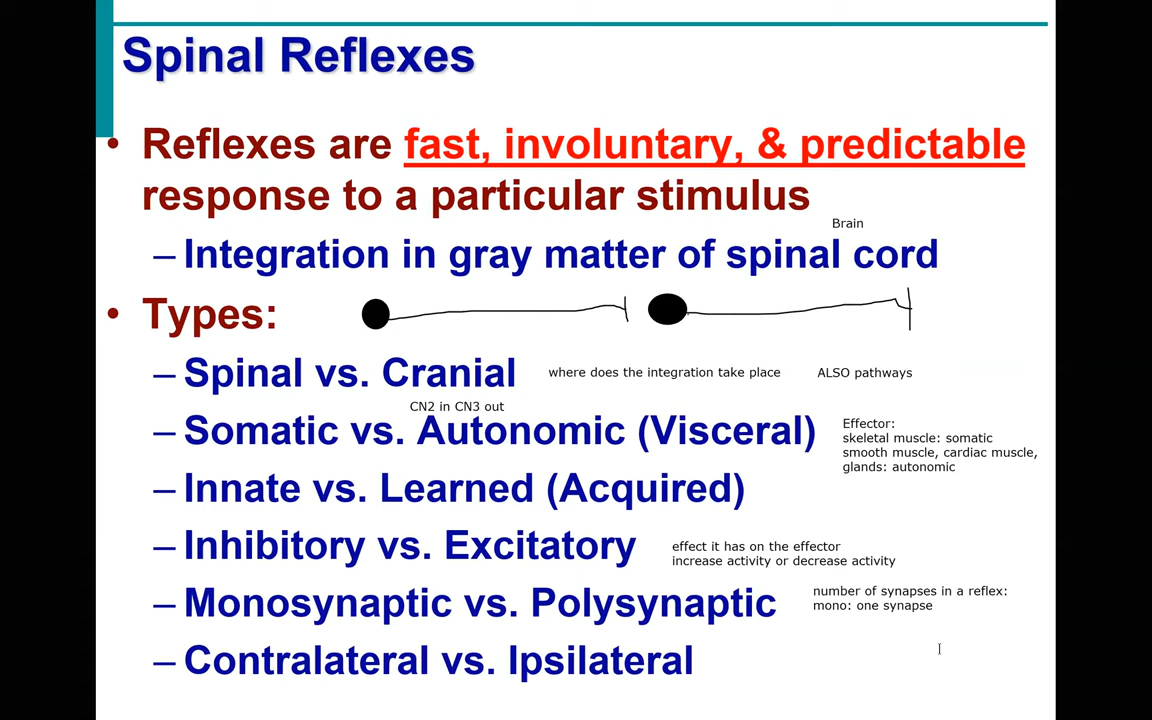 Spinal Reflexes
• Reflexes are fast, involuntary, & predictable
response to a particular stimulus
Brain
– Integration in gray matter of spinal cord
• Types:
– Spinal vs. Cranial where does the integration take place ALSO pathways
CN2 in CN3 out
– Somatic vs. Autonomic (Visceral)
Effector:
skeletal muscle: somatic
smooth muscle, cardiac muscle,
glands: autonomic
– Innate vs. Learned (Acquired)
– Inhibitory vs. Excitatory
effect it has on the effector
increase activity or decrease activity
– Monosynaptic vs. Polysynaptic
number of synapses in a reflex:
mono: one synapse
– Contralateral vs. Ipsilateral